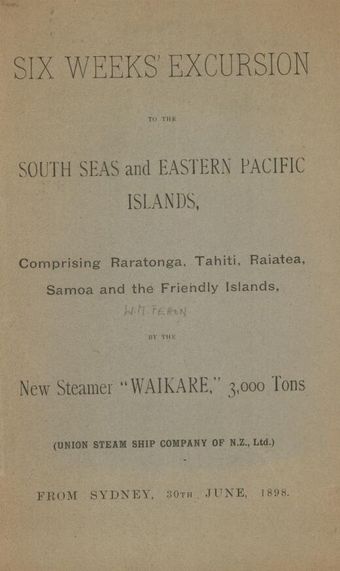 SIX WEEKS' EXCURSION
TO THE
SOUTH SEAS and EASTERN PACIFIC
ISLANDS,
Comprising Raratonga, Tahiti, Raiatea,
Samoa and the Friendly Islands,
W.M.
BY THE
New Steamer "WAIKARE," 3,000 Tons
(UNION STEAM SHIP COMPANY OF N.Z., Ltd.)
FROM SYDNEY, 30TH JUNE, 1898.